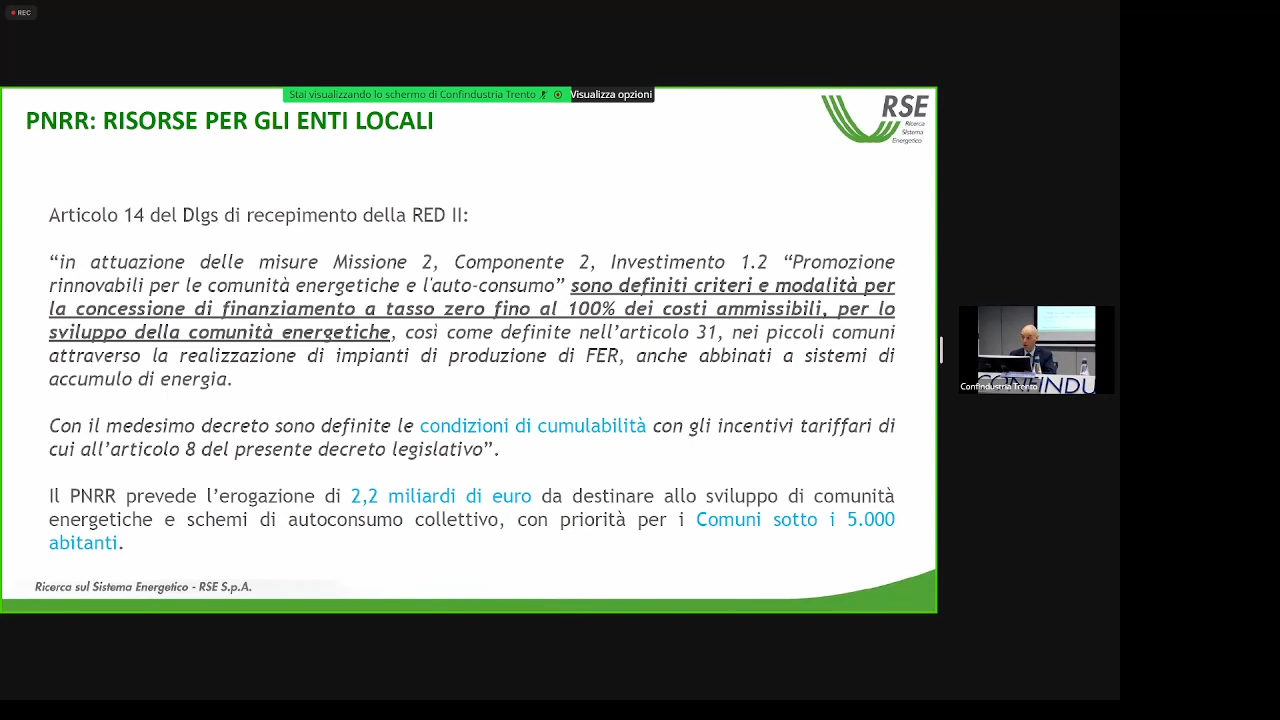 REC
Stai visualizzando lo schermo di Confindustria Trento
Visualizza opzioni
PNRR: RISORSE PER GLI ENTI LOCALI
RSE
Ricerca
Sistema
Energetico
Articolo 14 del Dlgs di recepimento della RED II:
“in attuazione delle misure Missione 2, Componente 2, Investimento 1.2 “Promozione
rinnovabili per le comunità energetiche e l'auto-consumo” sono definiti criteri e modalità per
la concessione di finanziamento a tasso zero fino al 100% dei costi ammissibili, per lo
sviluppo della comunità energetiche, così come definite nell’articolo 31, nei piccoli comuni
attraverso la realizzazione di impianti di produzione di FER, anche abbinati a sistemi di
accumulo di energia.
Con il medesimo decreto sono definite le condizioni di cumulabilità con gli incentivi tariffari di
cui all’articolo 8 del presente decreto legislativo”.
Il PNRR prevede l’erogazione di 2,2 miliardi di euro da destinare allo sviluppo di comunità
energetiche e schemi di autoconsumo collettivo, con priorità per i Comuni sotto i 5.000
abitanti.
Ricerca sul Sistema Energetico - RSE S.p.A.
CONFINDU
Confindustria Trento